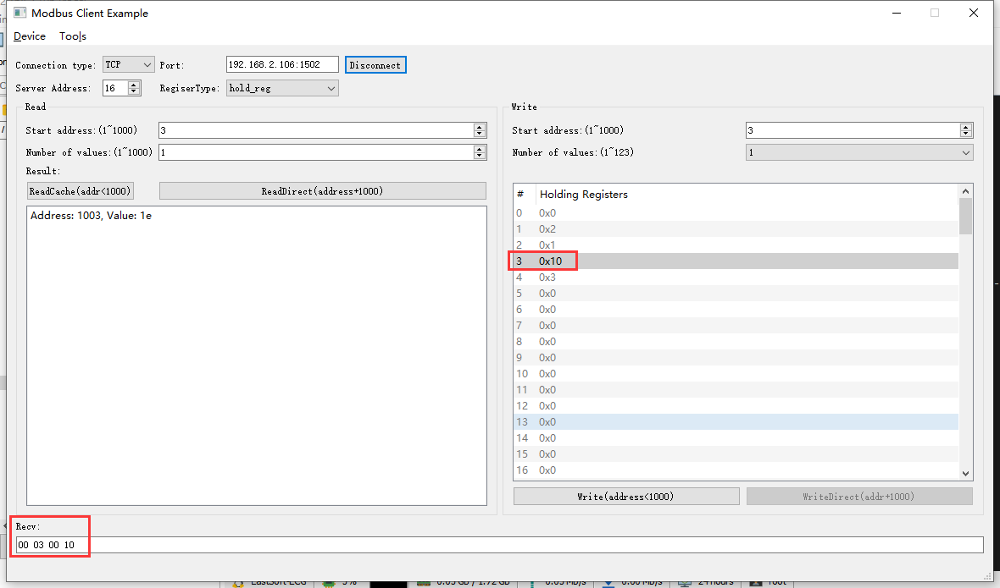 Modbus Client Example
Device Tools
Connection type: TCP Port: 192.168.2.106:1502 Disconnect
Server Address: 16 RegiserType: hold_reg
Read
Start address:(1~1000) 3
Number of values:(1~1000) 1
Result:
ReadCache(addr<1000) ReadDirect(address+1000)
Address: 1003, Value: 1e
Write
Start address:(1~1000) 3
Number of values:(1~123) 1
# Holding Registers
0 0x0
1 0x2
2 0x1
3 0x10
4 0x3
5 0x0
6 0x0
7 0x0
8 0x0
9 0x0
10 0x0
11 0x0
12 0x0
13 0x0
14 0x0
15 0x0
16 0x0
Write(address<1000) WriteDirect(addr+1000)
Recv:
00 03 00 10